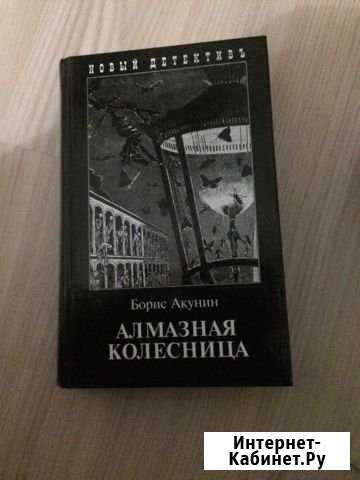 НОВЫЙ ДЕТЕКТИВЪ
Борис Акунин
АЛМАЗНАЯ
КОЛЕСНИЦА
Интернет-
Кабинет.Ру